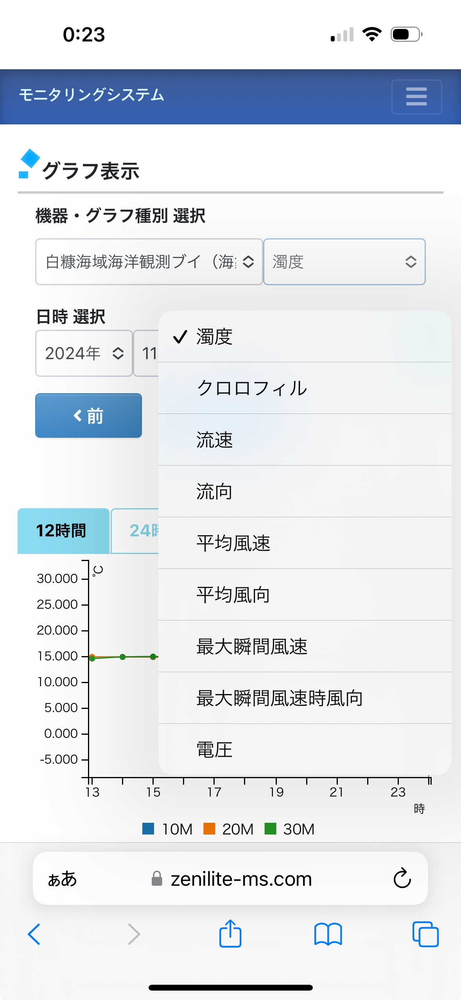 0:23
モニタリングシステム
グラフ表示
機器・グラフ種別 選択
白糠海域海洋観測ブイ（海
濁度
日時 選択
2024年
11
前
濁度
クロロフィル
流速
流向
平均風速
平均風向
最大瞬間風速
最大瞬間風速時風向
電圧
12時間
24時
℃
30.000
25.000
20.000
15.000
10.000
5.000
0.000
-5.000
13 15 17 19 21 23
時
10M 20M 30M
ぁあ zenilite-ms.com